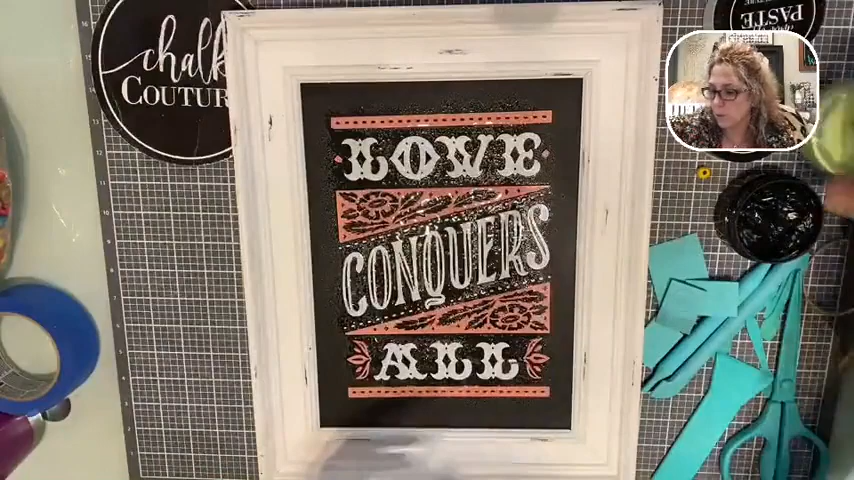 chalk
COUTURE
PASTE
LOVE
CONQUERS
ALL